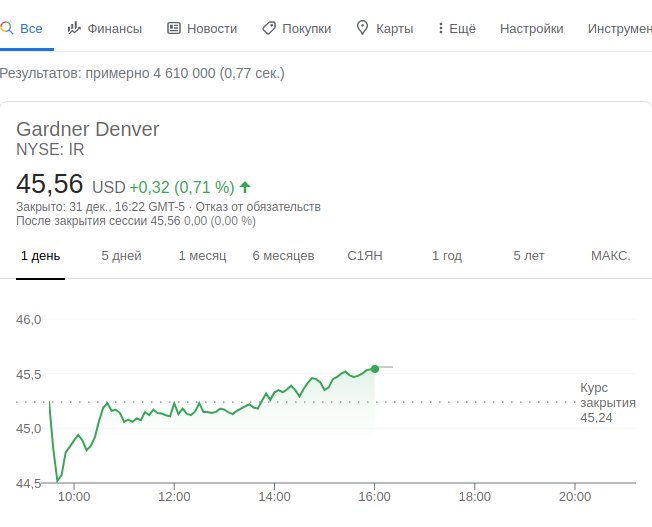 Все Финансы Новости Покупки Карты Ещё Настройки Инструмен
Результатов: примерно 4 610 000 (0,77 сек.)
Gardner Denver
NYSE: IR
45,56 USD +0,32 (0,71 %)
Закрыто: 31 дек., 16:22 GMT-5 · Отказ от обязательств
После закрытия сессии 45,56 0,00 (0,00 %)
1 день 5 дней 1 месяц 6 месяцев С1ЯН 1 год 5 лет МАКС.
46,0
45,5
Курс
закрытия
45,24
45,0
44,5
10:00 12:00 14:00 16:00 18:00 20:00